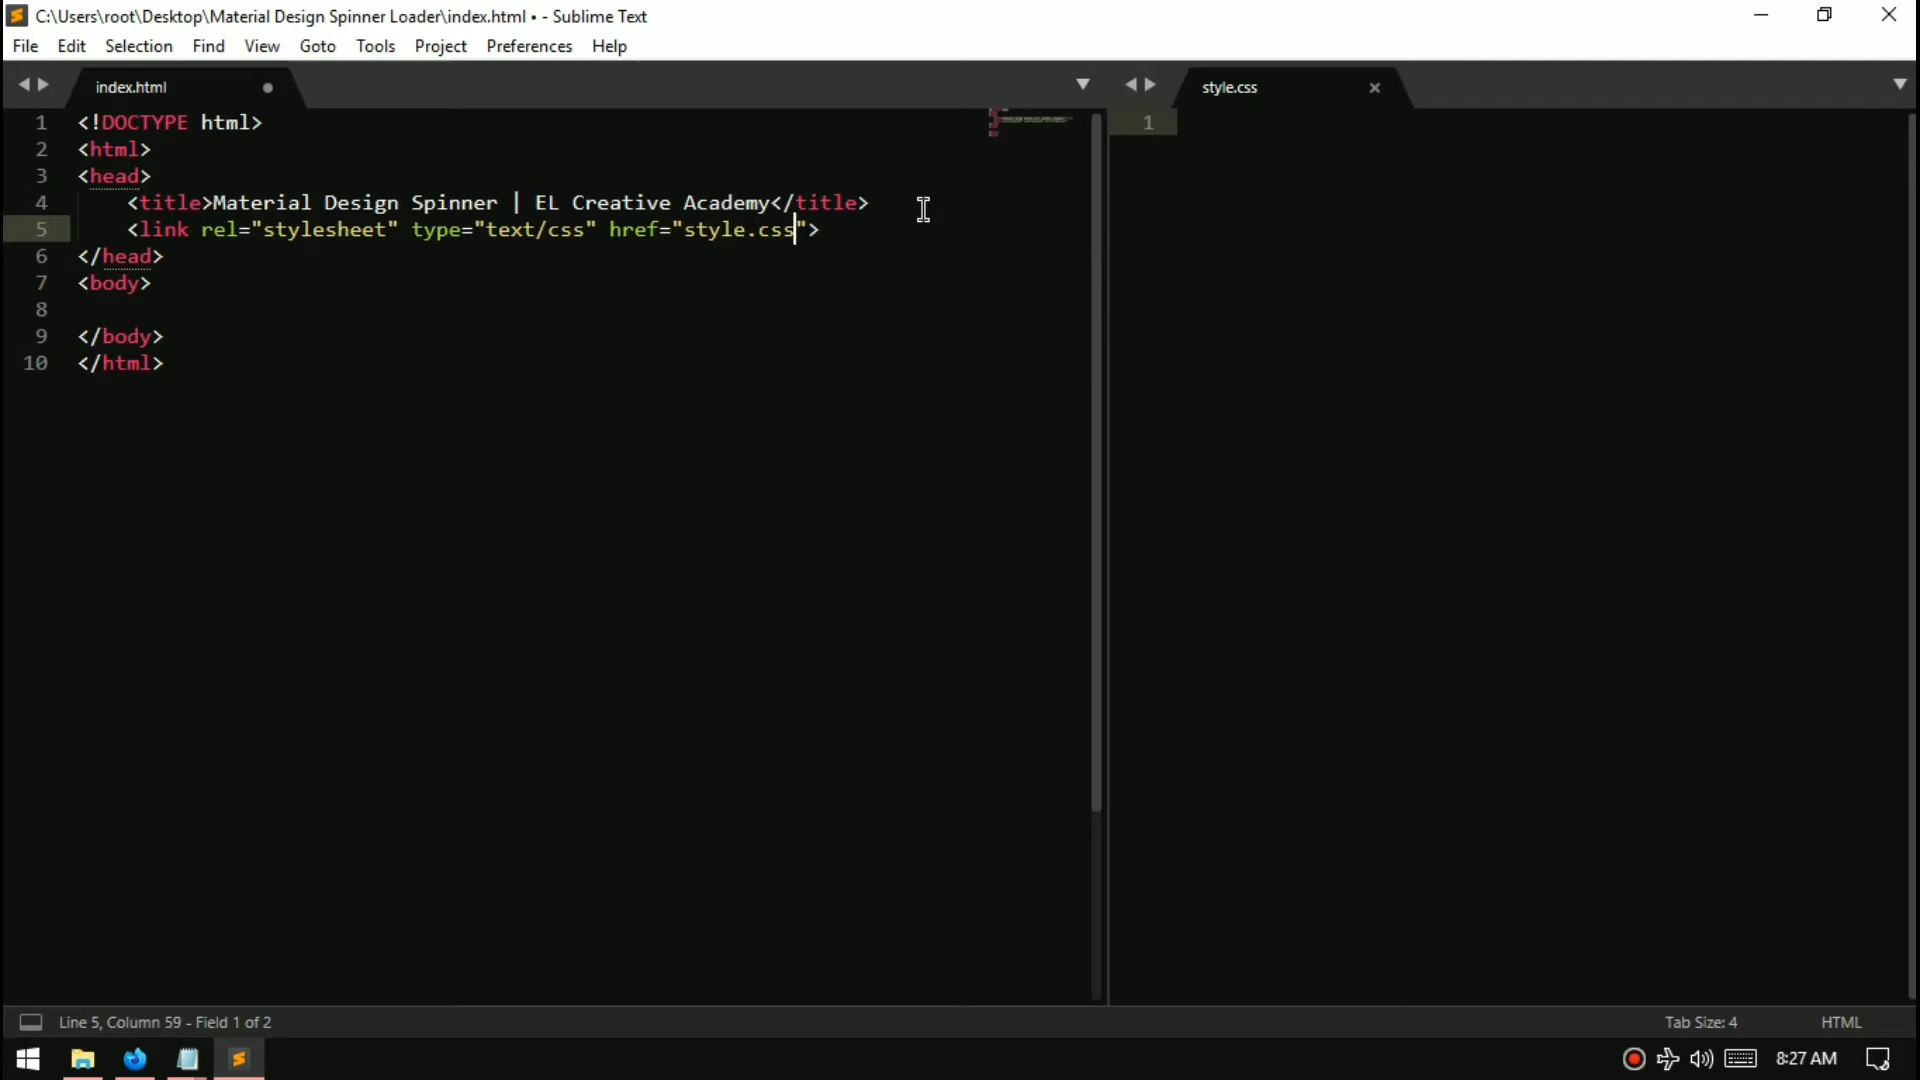 C:\Users\root\Desktop\Material Design Spinner Loader\index.html • - Sublime Text
File Edit Selection Find View Goto Tools Project Preferences Help
index.html
style.css
1 <!DOCTYPE html>
2 <html>
3 <head>
4 <title>Material Design Spinner | EL Creative Academy</title>
5 <link rel="stylesheet" type="text/css" href="style.css">
6 </head>
7 <body>
8
9 </body>
10 </html>
1
Line 5, Column 59 - Field 1 of 2
Tab Size: 4
HTML
8:27 AM